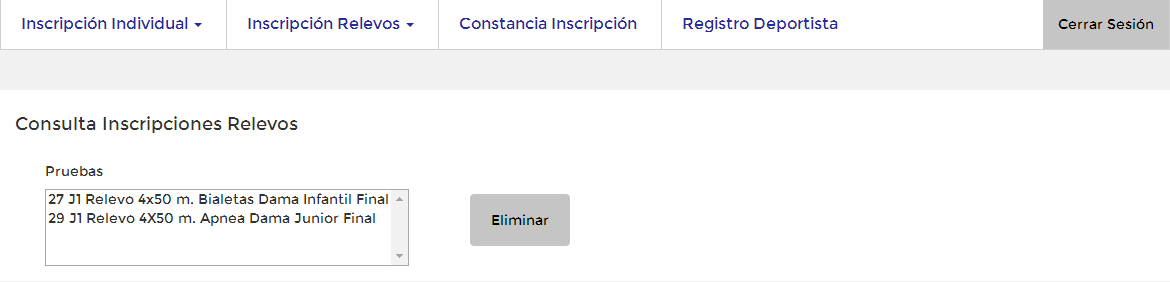 Inscripción Individual
Inscripción Relevos
Constancia Inscripción
Registro Deportista
Cerrar Sesión
Consulta Inscripciones Relevos
Pruebas
27 J1 Relevo 4x50 m. Bialetas Dama Infantil Final
29 J1 Relevo 4X50 m. Apnea Dama Junior Final
Eliminar